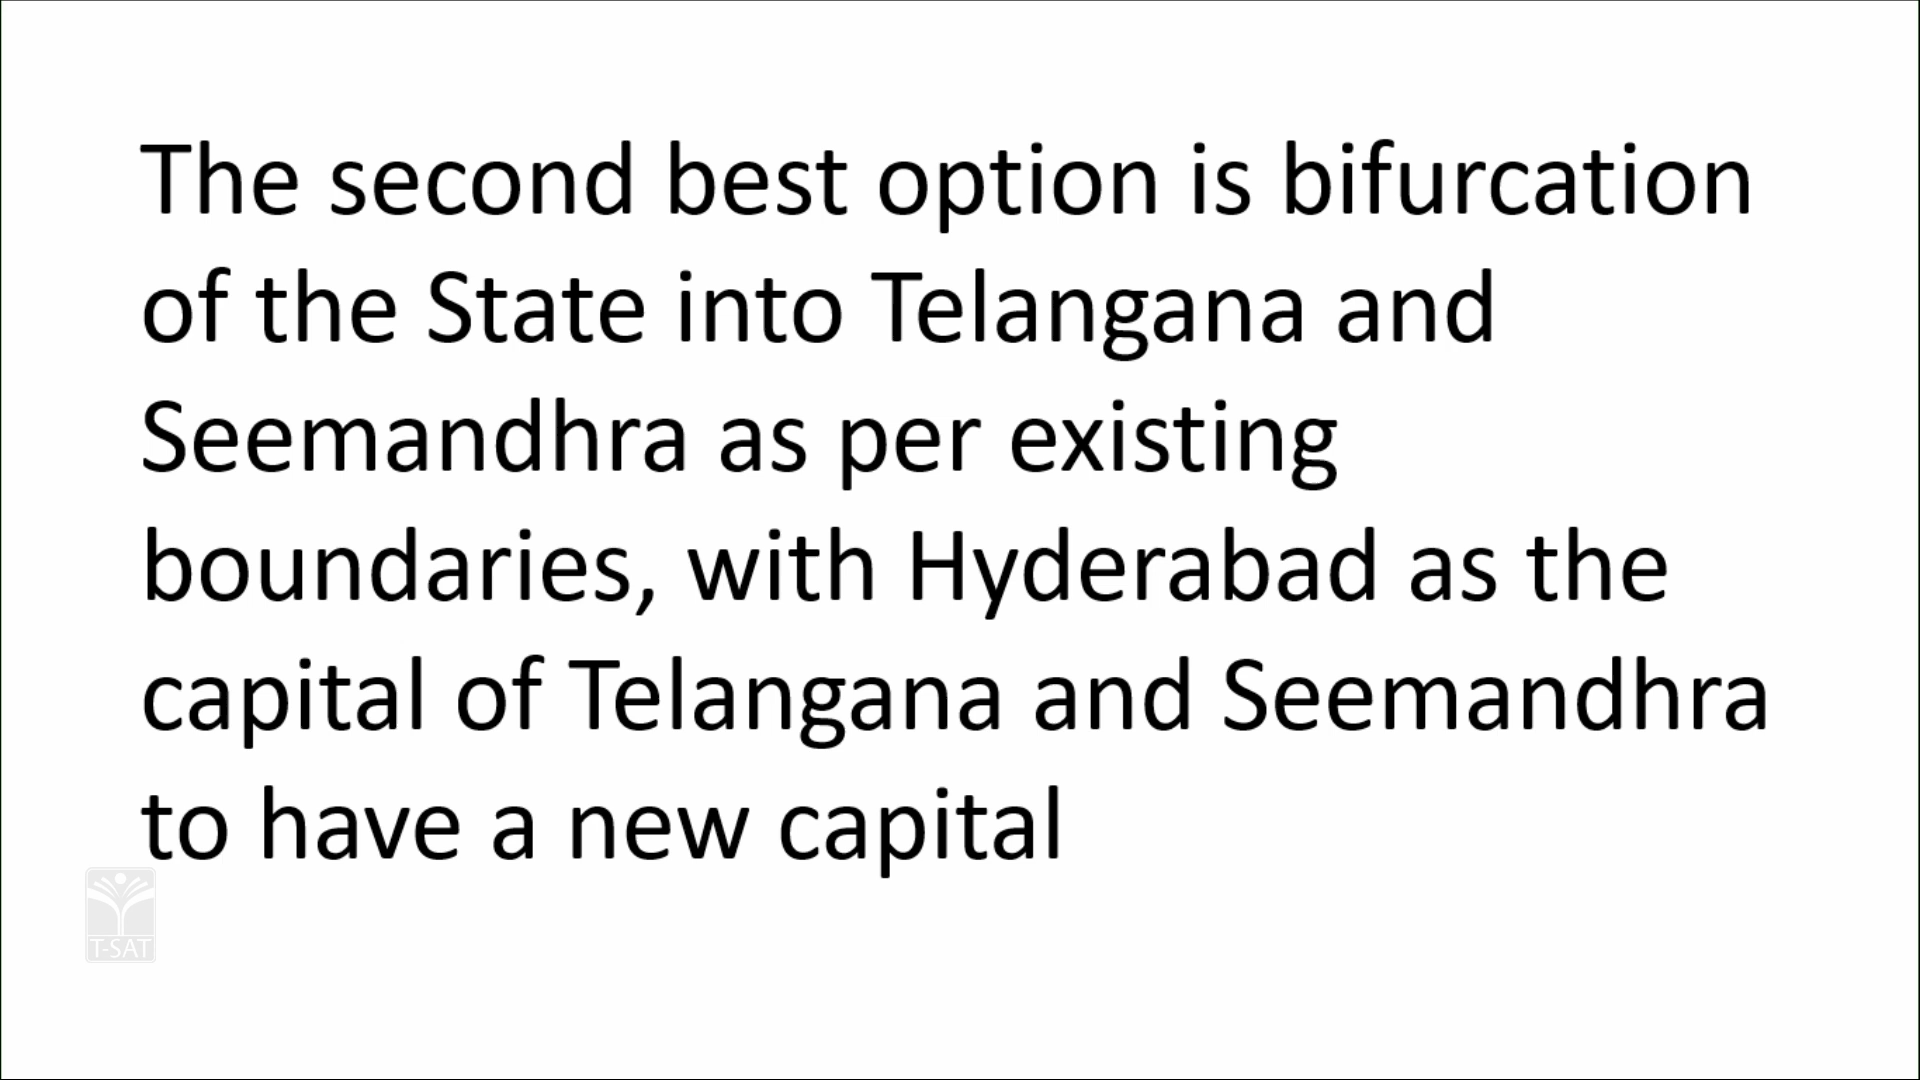 The second best option is bifurcation
of the State into Telangana and
Seemandhra as per existing
boundaries, with Hyderabad as the
capital of Telangana and Seemandhra
to have a new capital
T-SAT